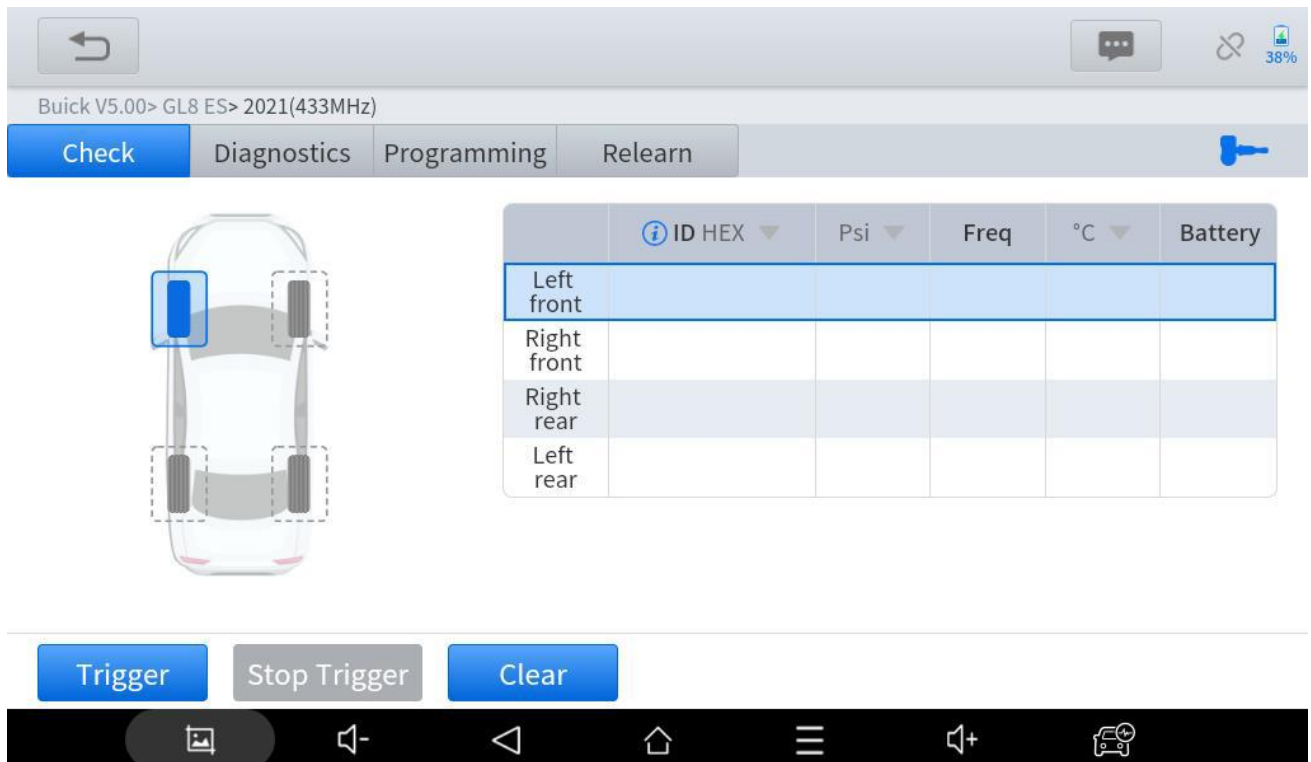 38%
Buick V5.00> GL8 ES> 2021(433MHz)
Check Diagnostics Programming Relearn
i ID HEX Psi Freq °C Battery
Left
front
Right
front
Right
rear
Left
rear
Trigger Stop Trigger Clear